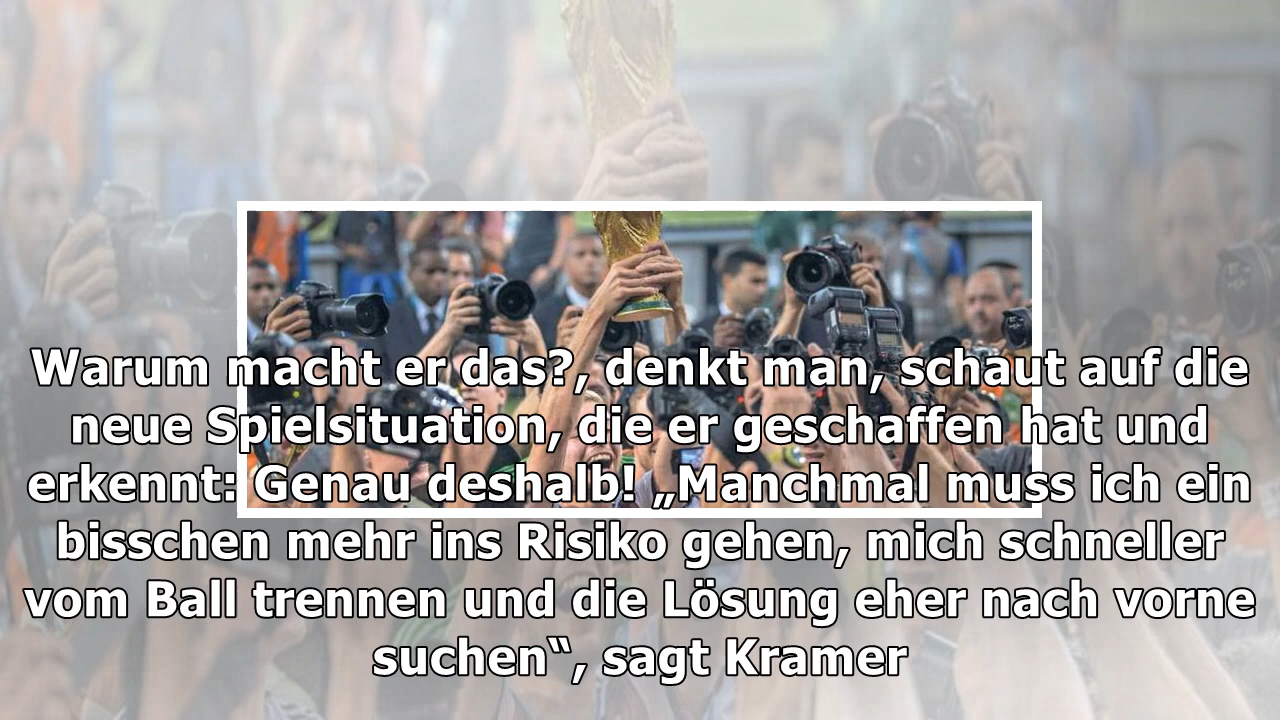 Warum macht er das?, denkt man, schaut auf die
neue Spielsituation, die er geschaffen hat und
erkennt: Genau deshalb! „Manchmal muss ich ein
bisschen mehr ins Risiko gehen, mich schneller
vom Ball trennen und die Lösung eher nach vorne
suchen“, sagt Kramer